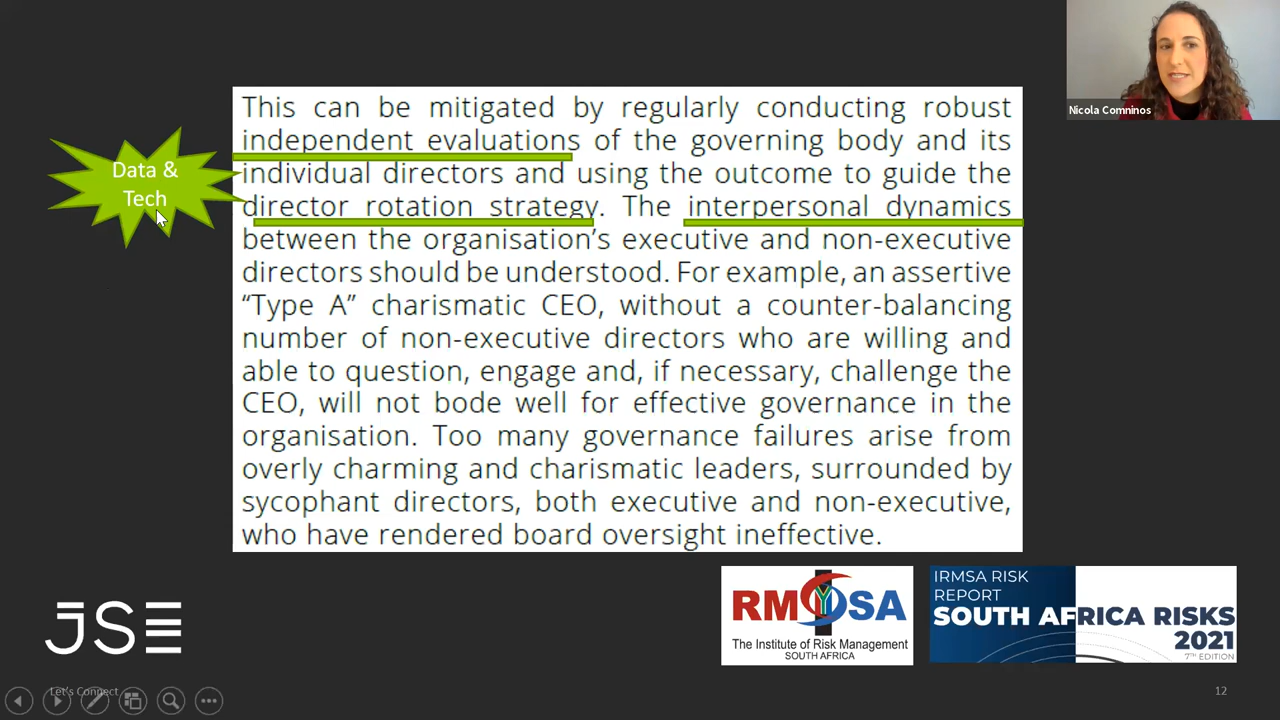 Nicola Comninos
Data &
Tech
This can be mitigated by regularly conducting robust
independent evaluations of the governing body and its
individual directors and using the outcome to guide the
director rotation strategy. The interpersonal dynamics
between the organisation’s executive and non-executive
directors should be understood. For example, an assertive
“Type A” charismatic CEO, without a counter-balancing
number of non-executive directors who are willing and
able to question, engage and, if necessary, challenge the
CEO, will not bode well for effective governance in the
organisation. Too many governance failures arise from
overly charming and charismatic leaders, surrounded by
sycophant directors, both executive and non-executive,
who have rendered board oversight ineffective.
JSE
RMSA
The Institute of Risk Management
SOUTH AFRICA
IRMSA RISK
REPORT
SOUTH AFRICA RISKS
2021
7TH EDITION
Let's Connect
12